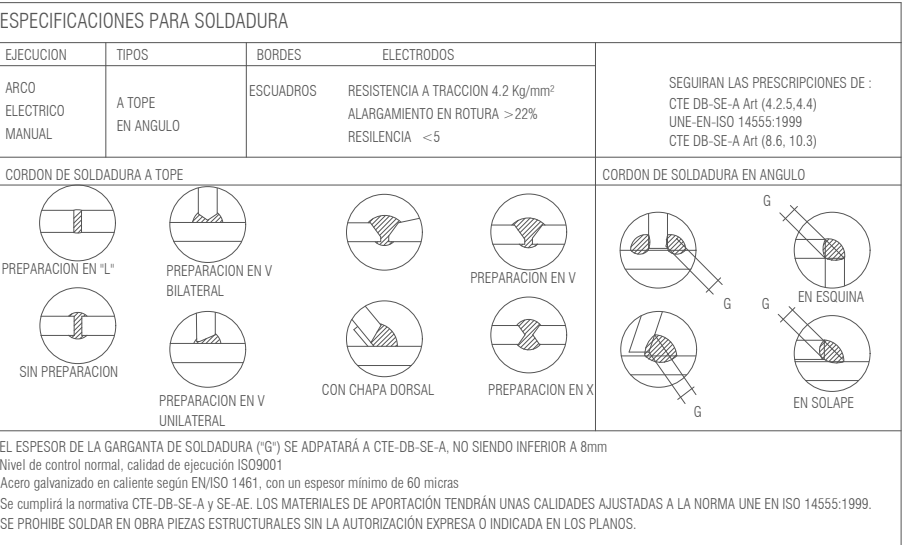 ESPECIFICACIONES PARA SOLDADURA
EJECUCION TIPOS BORDES ELECTRODOS
ARCO
ELECTRICO
MANUAL
A TOPE
EN ANGULO
ESCUADROS
RESISTENCIA A TRACCION 4.2 Kg/mm²
ALARGAMIENTO EN ROTURA >22%
RESILENCIA <5
SEGUIRAN LAS PRESCRIPCIONES DE :
CTE DB-SE-A Art (4.2.5,4.4)
UNE-EN-ISO 14555:1999
CTE DB-SE-A Art (8.6, 10.3)
CORDON DE SOLDADURA A TOPE
PREPARACION EN "L"
PREPARACION EN V
BILATERAL
PREPARACION EN V
SIN PREPARACION
PREPARACION EN V
UNILATERAL
CON CHAPA DORSAL
PREPARACION EN X
CORDON DE SOLDADURA EN ANGULO
G
G
EN ESQUINA
G
G
EN SOLAPE
EL ESPESOR DE LA GARGANTA DE SOLDADURA ("G") SE ADPATARÁ A CTE-DB-SE-A, NO SIENDO INFERIOR A 8mm
Nivel de control normal, calidad de ejecución ISO9001
Acero galvanizado en caliente según EN/ISO 1461, con un espesor mínimo de 60 micras
Se cumplirá la normativa CTE-DB-SE-A y SE-AE. LOS MATERIALES DE APORTACIÓN TENDRÁN UNAS CALIDADES AJUSTADAS A LA NORMA UNE EN ISO 14555:1999.
SE PROHIBE SOLDAR EN OBRA PIEZAS ESTRUCTURALES SIN LA AUTORIZACIÓN EXPRESA O INDICADA EN LOS PLANOS.